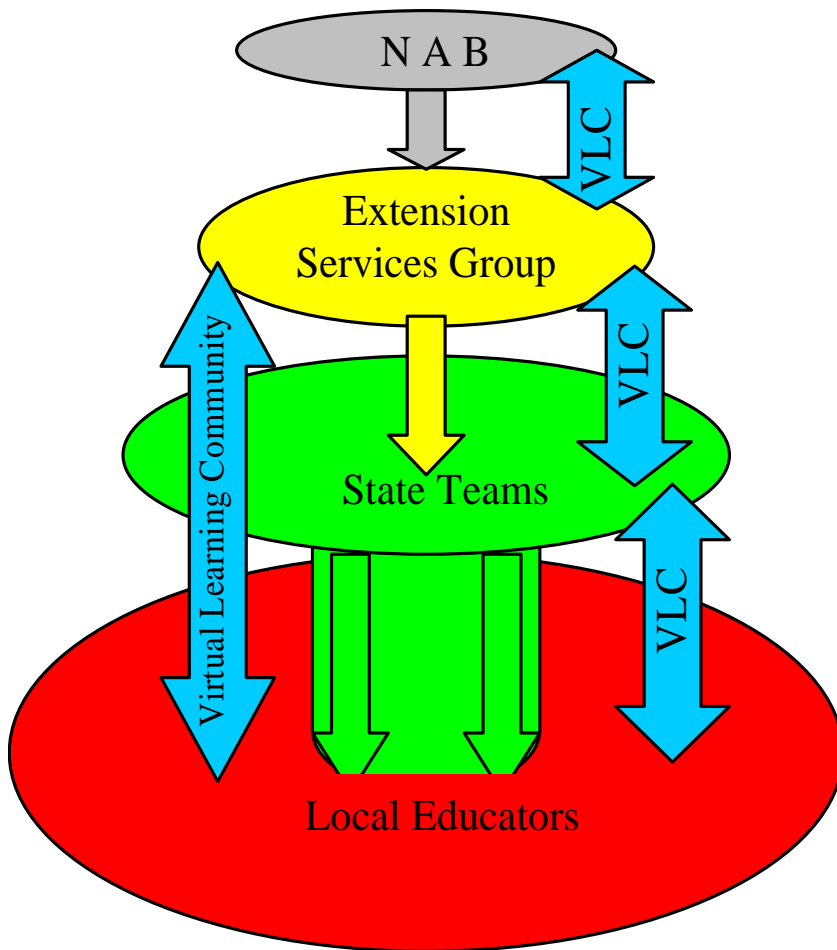 N A B
VLC
Extension
Services Group
VLC
Virtual Learning Community
State Teams
VLC
Local Educators